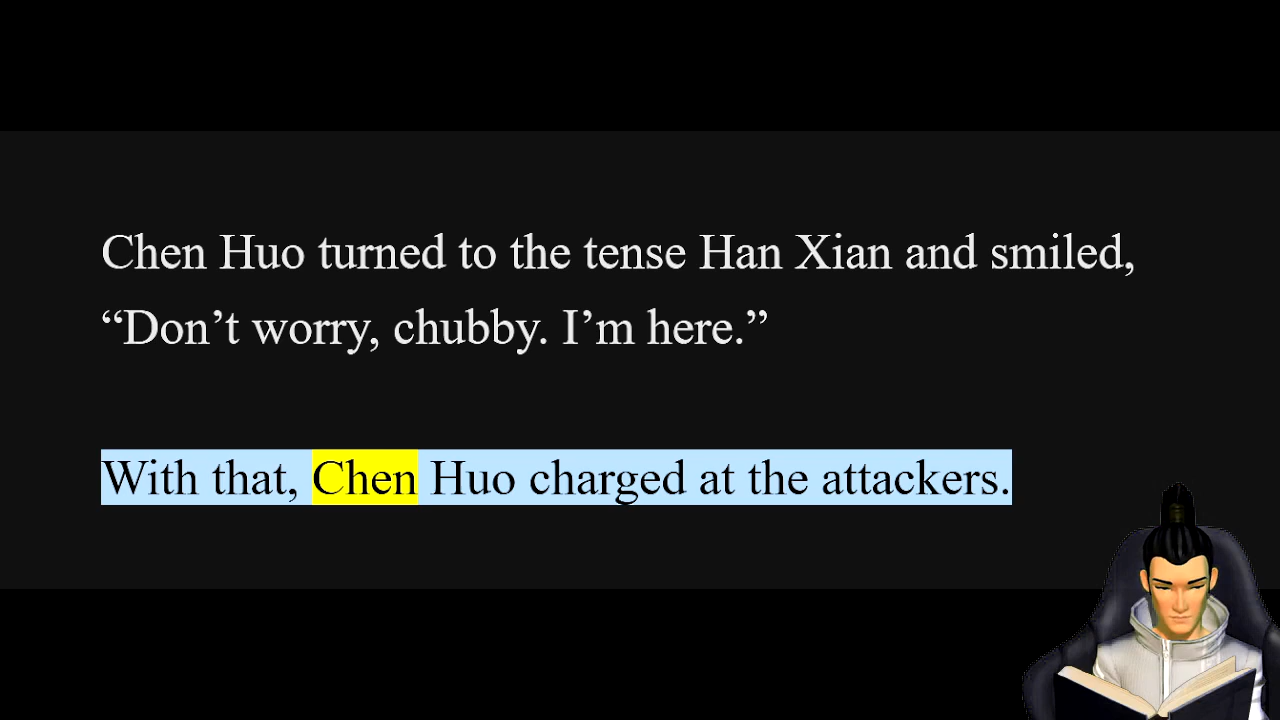 Chen Huo turned to the tense Han Xian and smiled,
“Don’t worry, chubby. I’m here.”
With that, Chen Huo charged at the attackers.